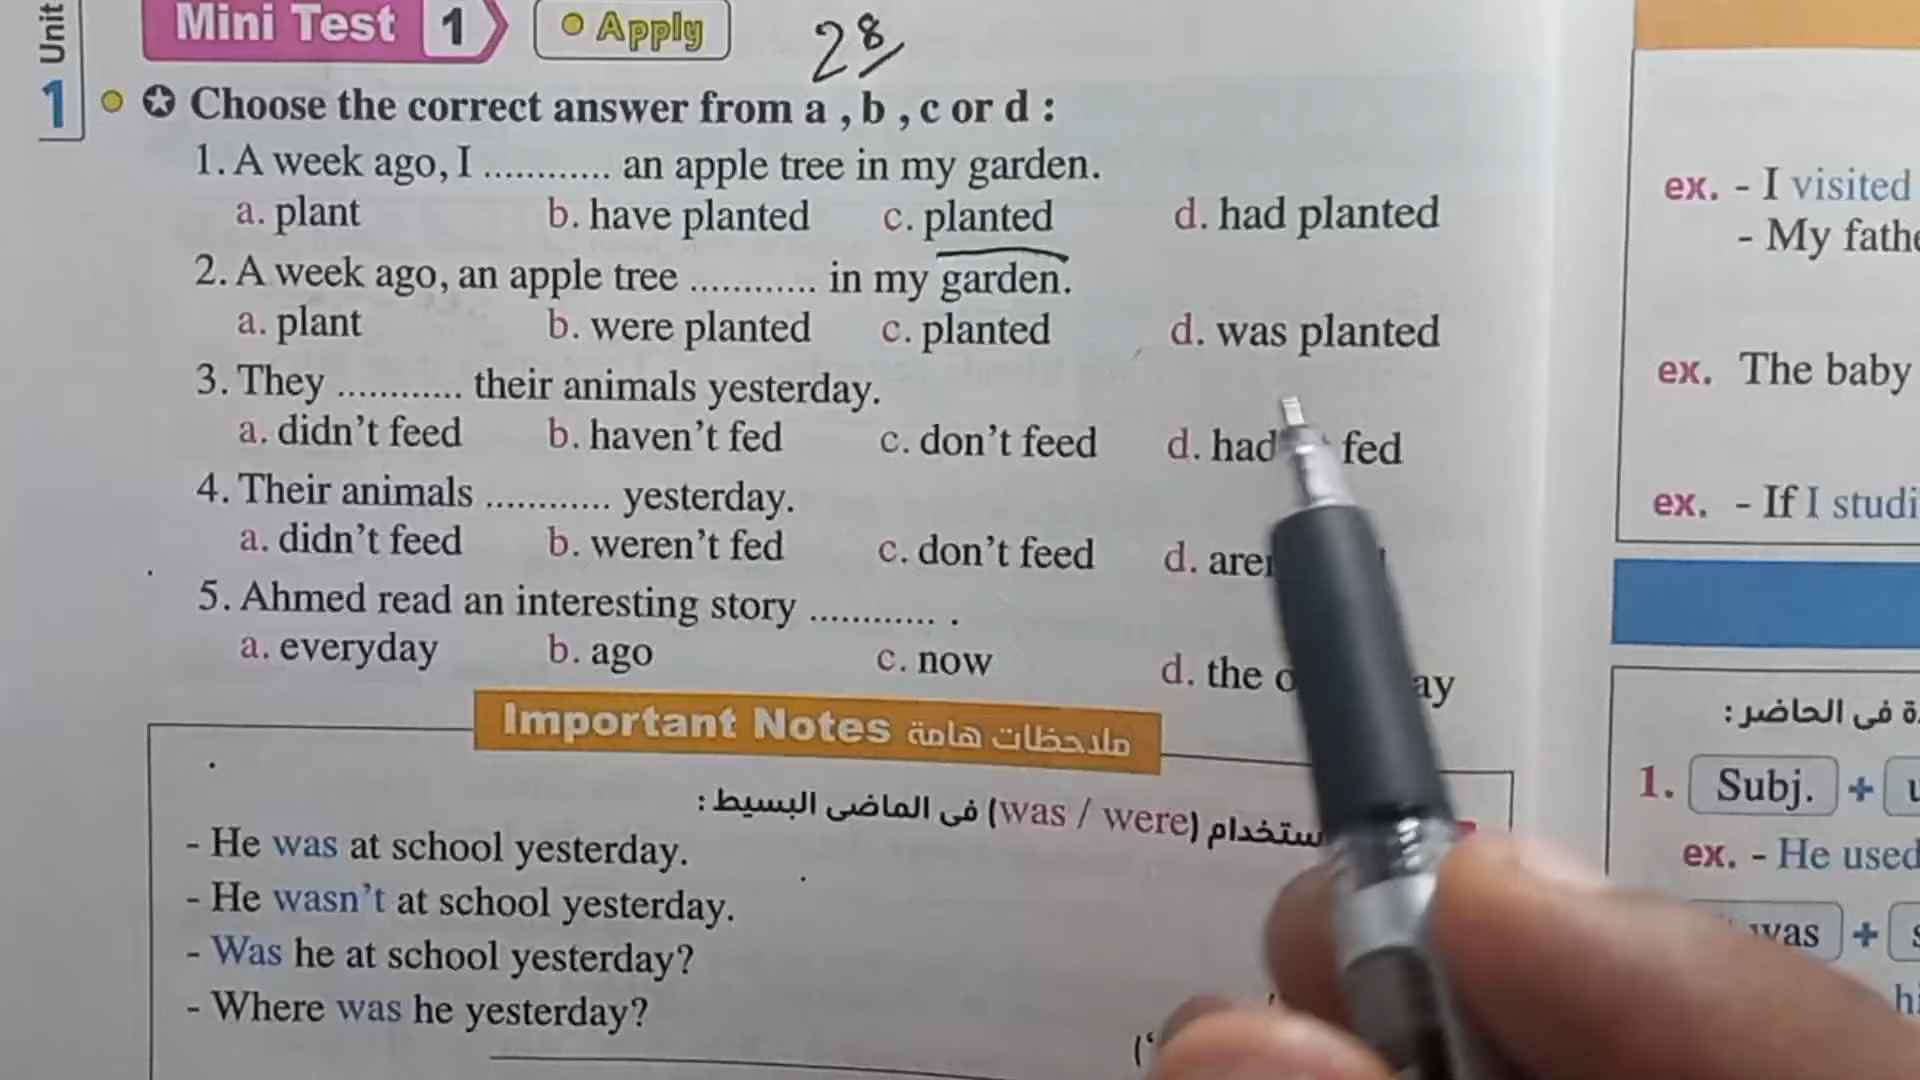 Unit
1
Mini Test 1
Apply
28
Choose the correct answer from a , b , c or d :
1. A week ago, I ............ an apple tree in my garden.
a. plant b. have planted c. planted d. had planted
2. A week ago, an apple tree ............ in my garden.
a. plant b. were planted c. planted d. was planted
3. They ............ their animals yesterday.
a. didn't feed b. haven't fed c. don't feed d. had fed
4. Their animals ............ yesterday.
a. didn't feed b. weren't fed c. don't feed d.
5. Ahmed read an interesting story ............ .
a. everyday b. ago c. now d. the
Important Notes ملاحظات هامة
(was / were) فى الماضى البسيط :
- He was at school yesterday.
- He wasn't at school yesterday.
- Was he at school yesterday?
- Where was he yesterday?
ex. - I visited
- My
ex. The baby
ex. - If I
فى الحاضر :
1. Subj. +
ex. - He used
was +